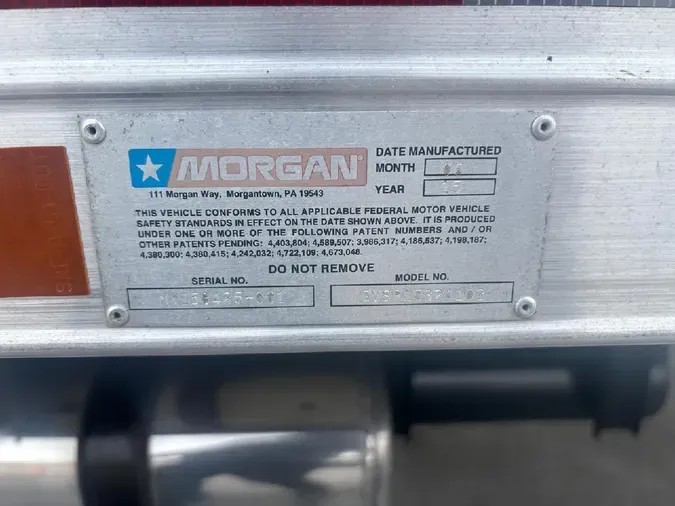 MORGAN
111 Morgan Way, Morgantown, PA 19543
DATE MANUFACTURED
MONTH
YEAR 15
THIS VEHICLE CONFORMS TO ALL APPLICABLE FEDERAL MOTOR VEHICLE
SAFETY STANDARDS IN EFFECT ON THE DATE SHOWN ABOVE. IT IS PRODUCED
UNDER ONE OR MORE OF THE FOLLOWING PATENT NUMBERS AND / OR
OTHER PATENTS PENDING: 4,403,804; 4,589,507; 3,986,317; 4,186,537; 4,198,187;
4,380,300; 4,380,415; 4,242,032; 4,722,109; 4,673,048.
DO NOT REMOVE
SERIAL NO.
MODEL NO.